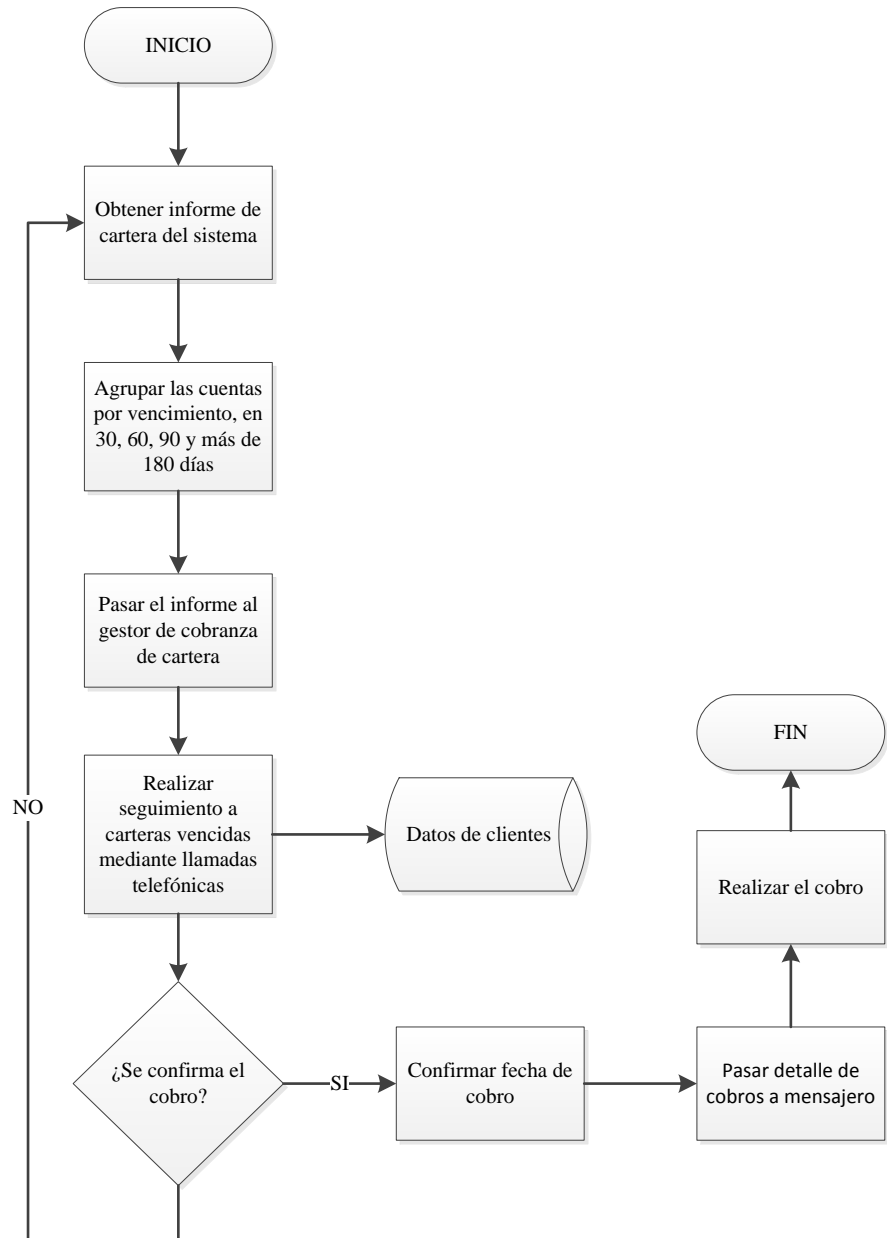 INICIO
Obtener informe de
cartera del sistema
Agrupar las cuentas
por vencimiento, en
30, 60, 90 y más de
180 días
Pasar el informe al
gestor de cobranza
de cartera
Realizar
seguimiento a
carteras vencidas
mediante llamadas
telefónicas
Datos de clientes
¿Se confirma el
cobro?
NO
SI
Confirmar fecha de
cobro
Pasar detalle de
cobros a mensajero
Realizar el cobro
FIN